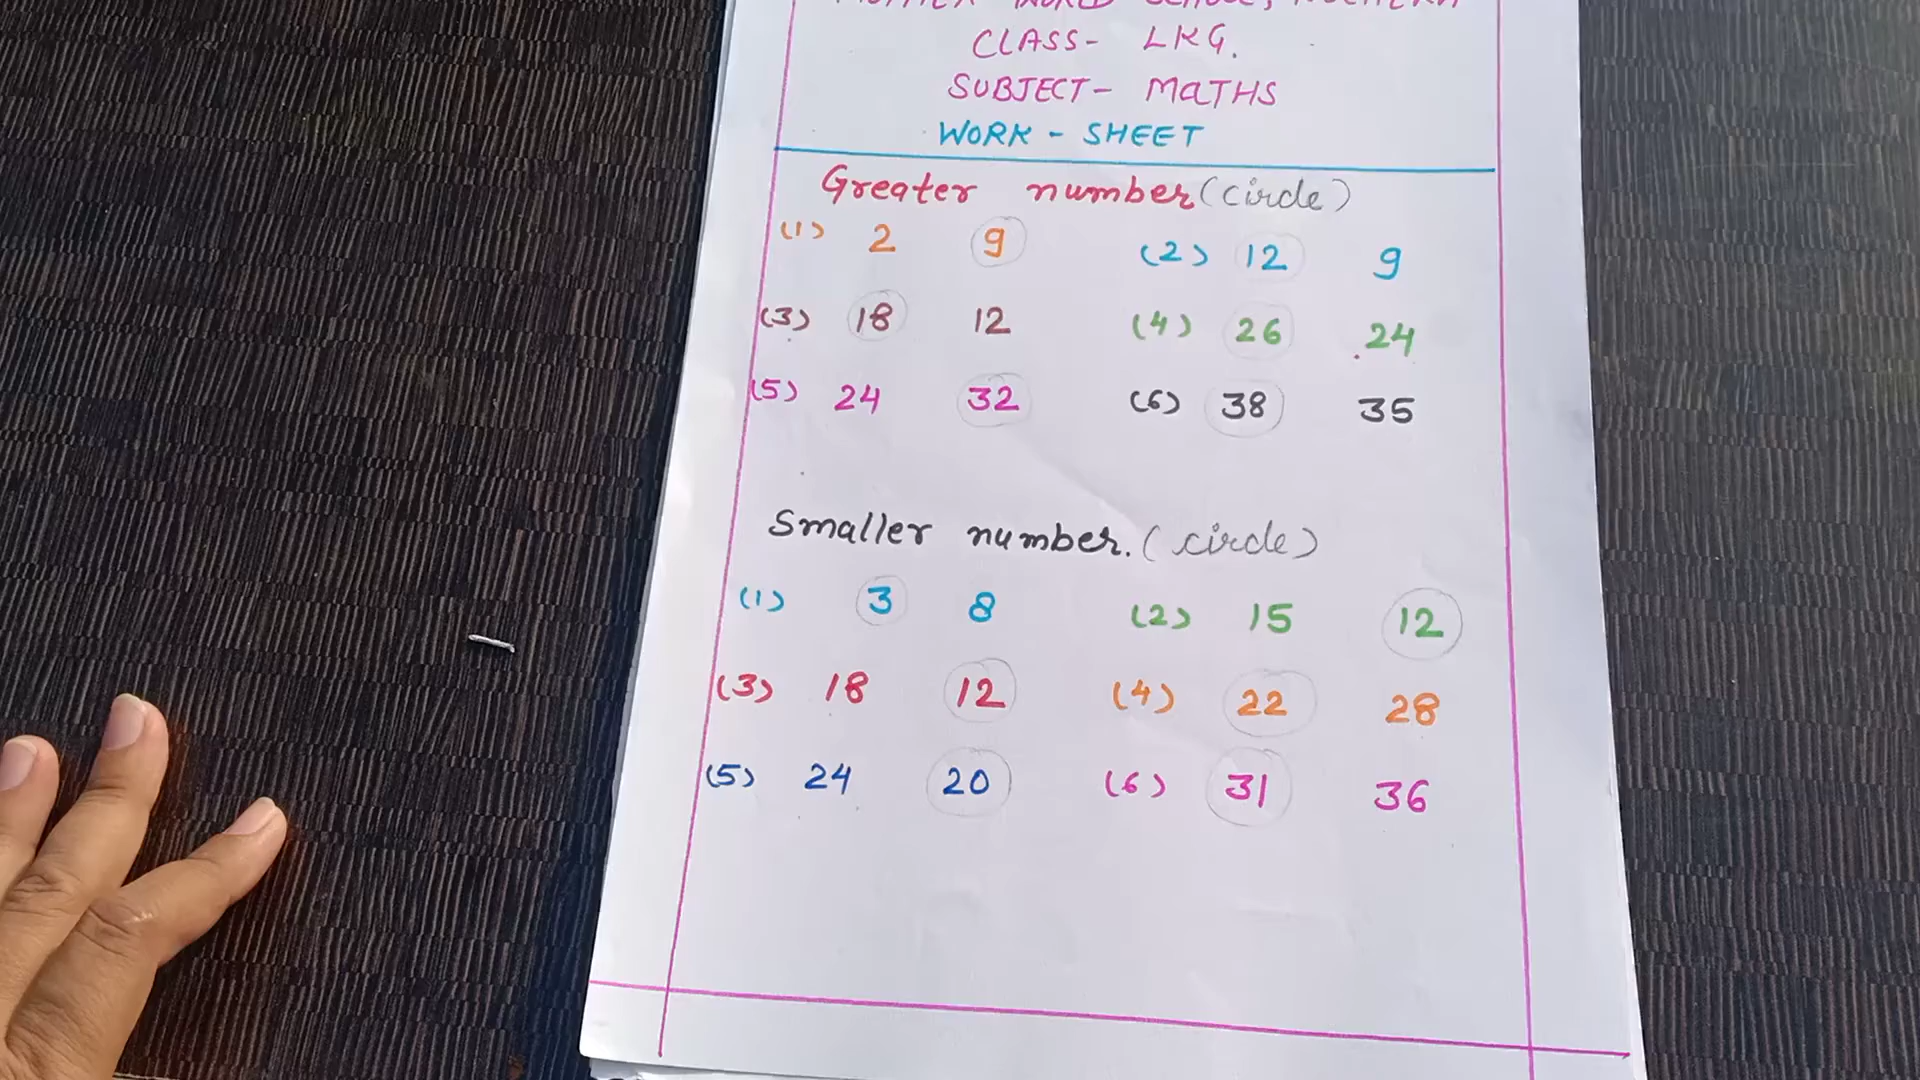 CLASS- LKG.
SUBJECT- MATHS
WORK - SHEET
Greater number (circle)
(1) 2 9 (2) 12 9
(3) 18 12 (4) 26 24
(5) 24 32 (6) 38 35
Smaller number. (circle)
(1) 3 8 (2) 15 12
(3) 18 12 (4) 22 28
(5) 24 20 (6) 31 36